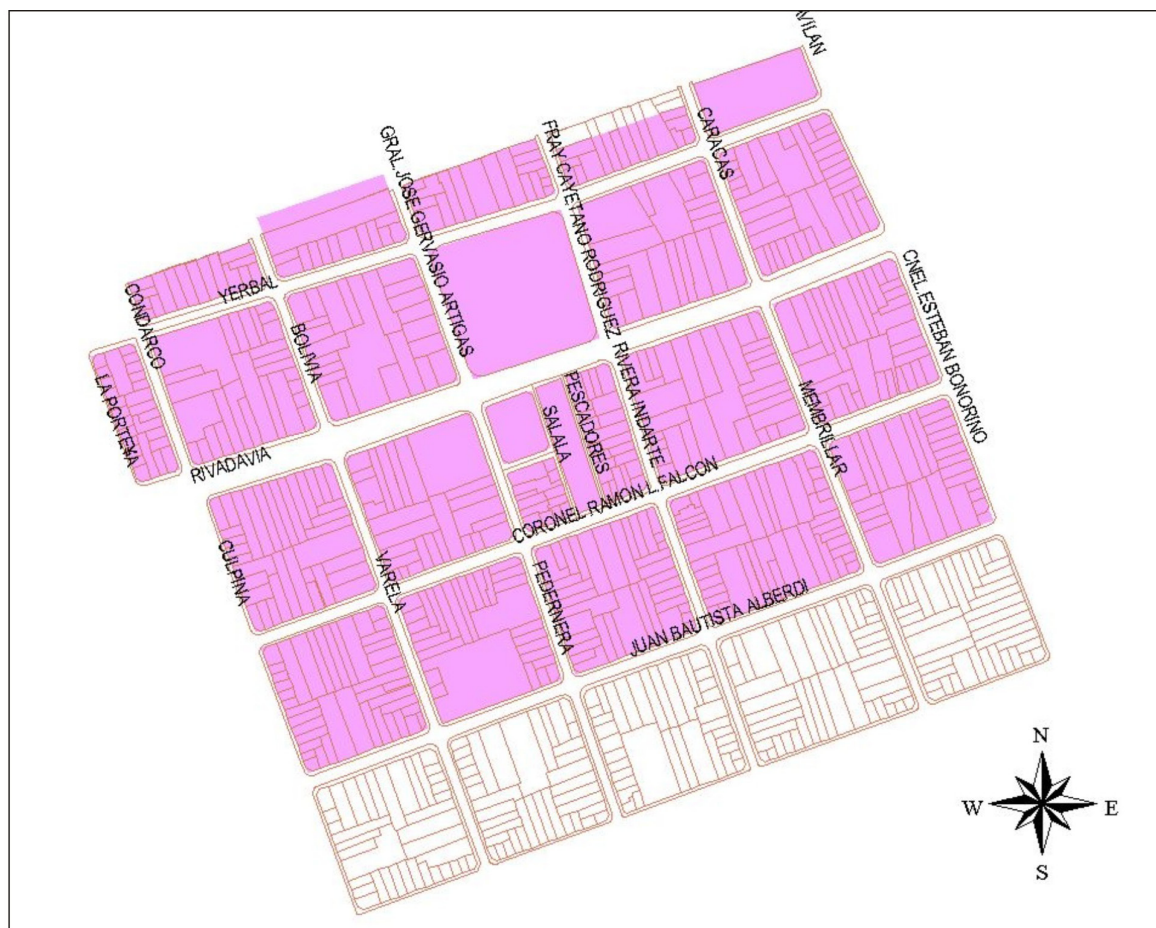 AVILAN
GRAL.JOSE GERVASIO ARTIGAS
FRAY CAYETANO RODRIGUEZ
CARACAS
YERBAL
CONDARCO
BOLIVIA
LA PORTEÑA
RIVADAVIA
CNEL.ESTEBAN BONORINO
RIVERA INDARTE
PESCADORES
SALALA
MEMBRILLAR
CORONEL RAMON L.FALCON
CULPINA
VARELA
PEDERNERA
JUAN BAUTISTA ALBERDI
N
W E
S